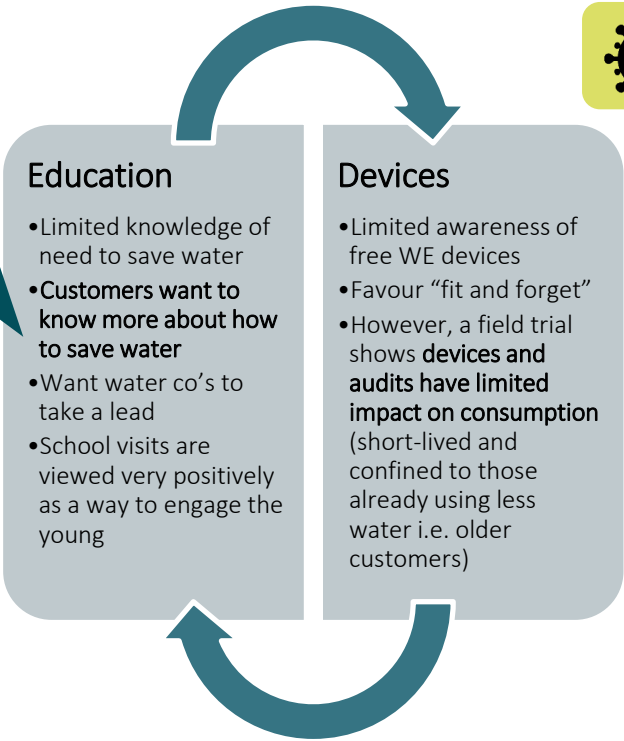 Education
•Limited knowledge of
need to save water
•Customers want to
know more about how
to save water
•Want water co's to
take a lead
•School visits are
viewed very positively
as a way to engage the
young
Devices
•Limited awareness of
free WE devices
•Favour “fit and forget”
•However, a field trial
shows devices and
audits have limited
impact on consumption
(short-lived and
confined to those
already using less
water i.e. older
customers)